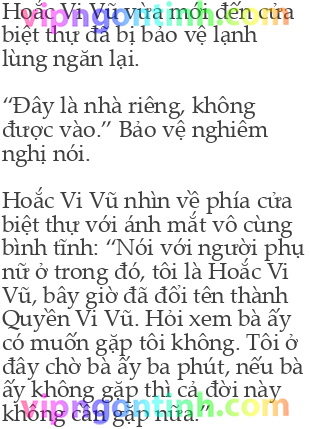 Hoắc Vi Vũ vừa mới đến cửa
vipngontinh.com
biệt thự đã bị bảo vệ lạnh
lùng ngăn lại.
“Đây là nhà riêng, không
được vào.” Bảo vệ nghiêm
nghị nói.
Hoắc Vi Vũ nhìn về phía cửa
biệt thự với ánh mắt vô cùng
bình tĩnh: “Nói với người phụ
nữ ở trong đó, tôi là Hoắc Vi
Vũ, bây giờ đã đổi tên thành
Quyền Vi Vũ. Hỏi xem bà ấy
có muốn gặp tôi không. Tôi ở
đây chờ bà ấy ba phút, nếu bà
ấy không gặp thì cả đời này
không cần gặp nữa.”
vipngontinh.com